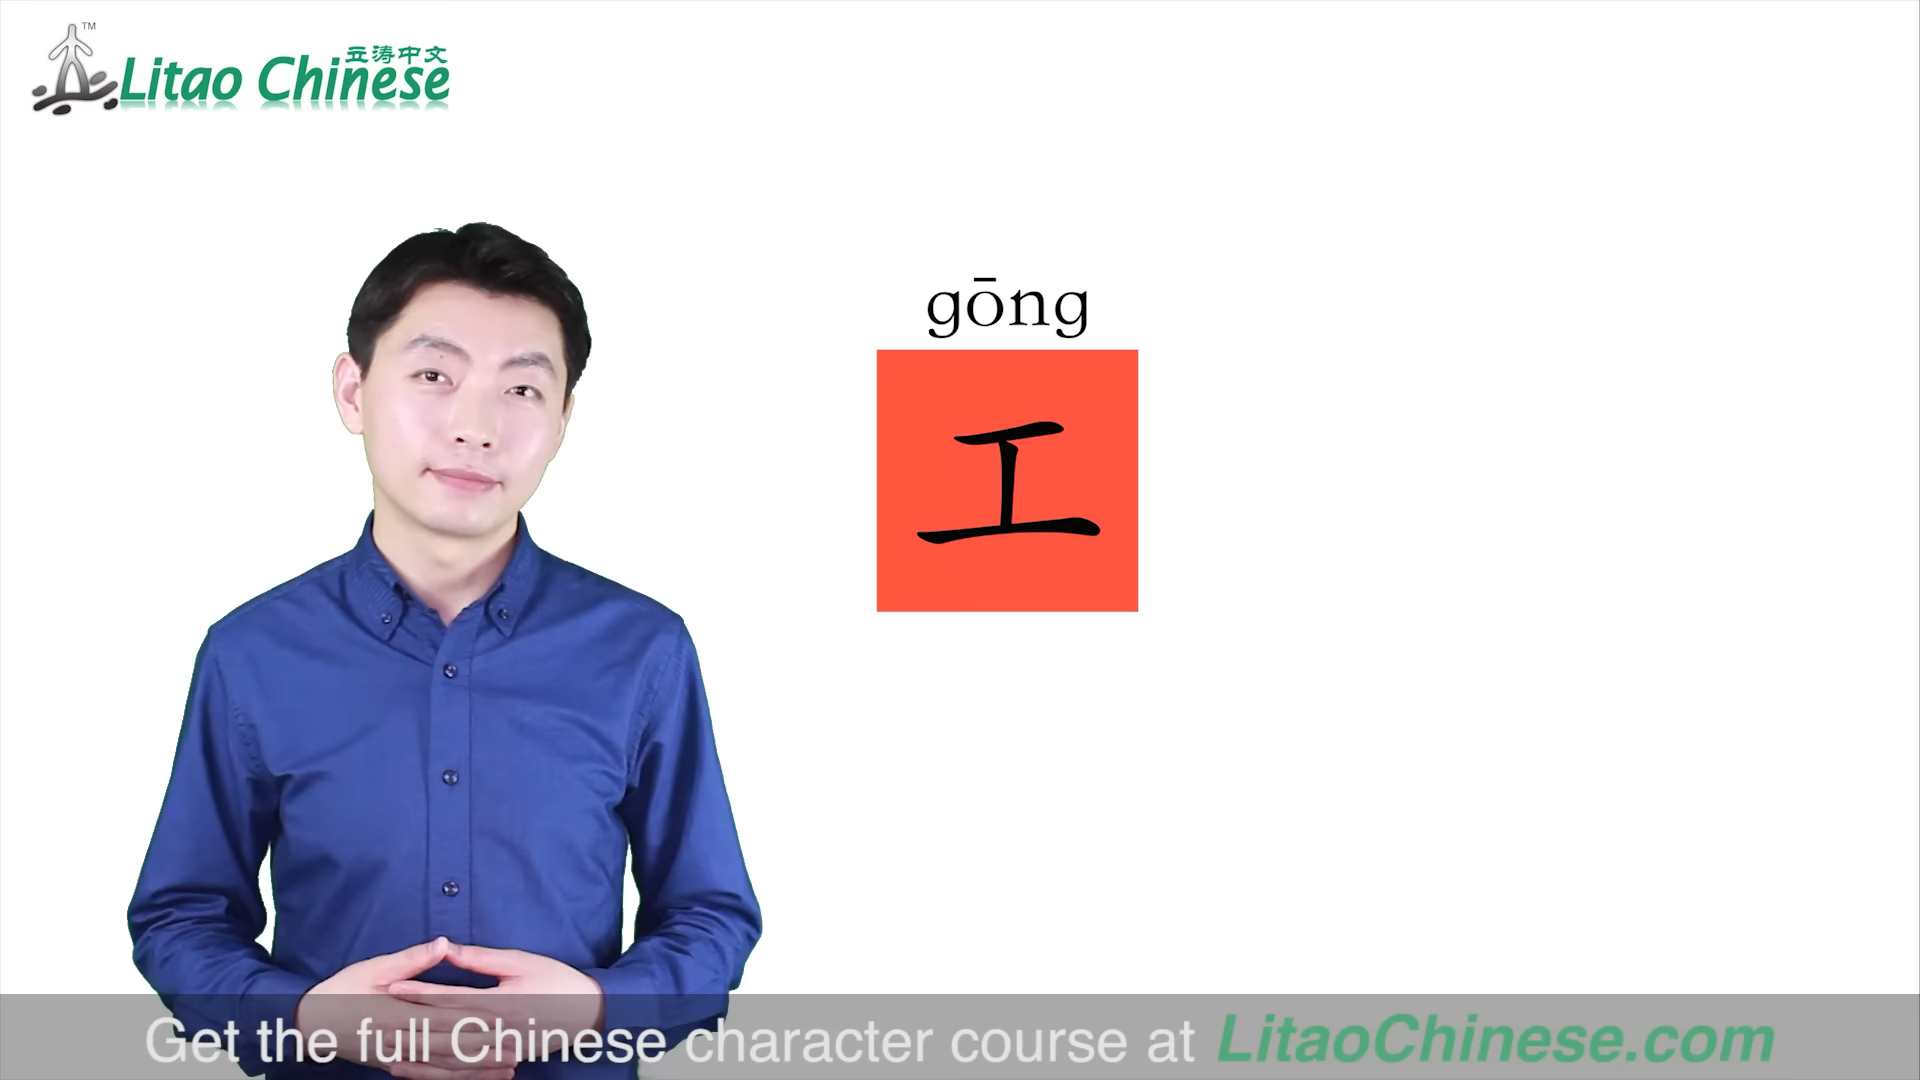 TM
立涛中文
Litao Chinese
gōng
工
Get the full Chinese character course at LitaoChinese.com